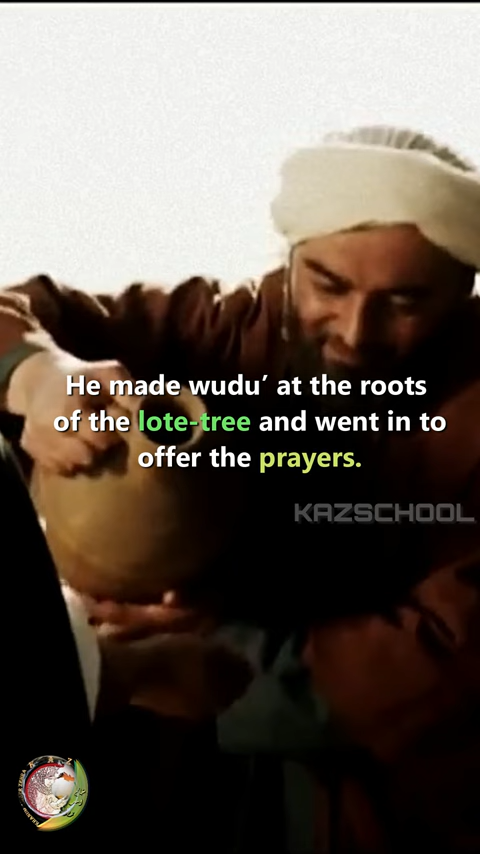 He made wudu’ at the roots
of the lote-tree and went in to
offer the prayers.
KAZSCHOOL